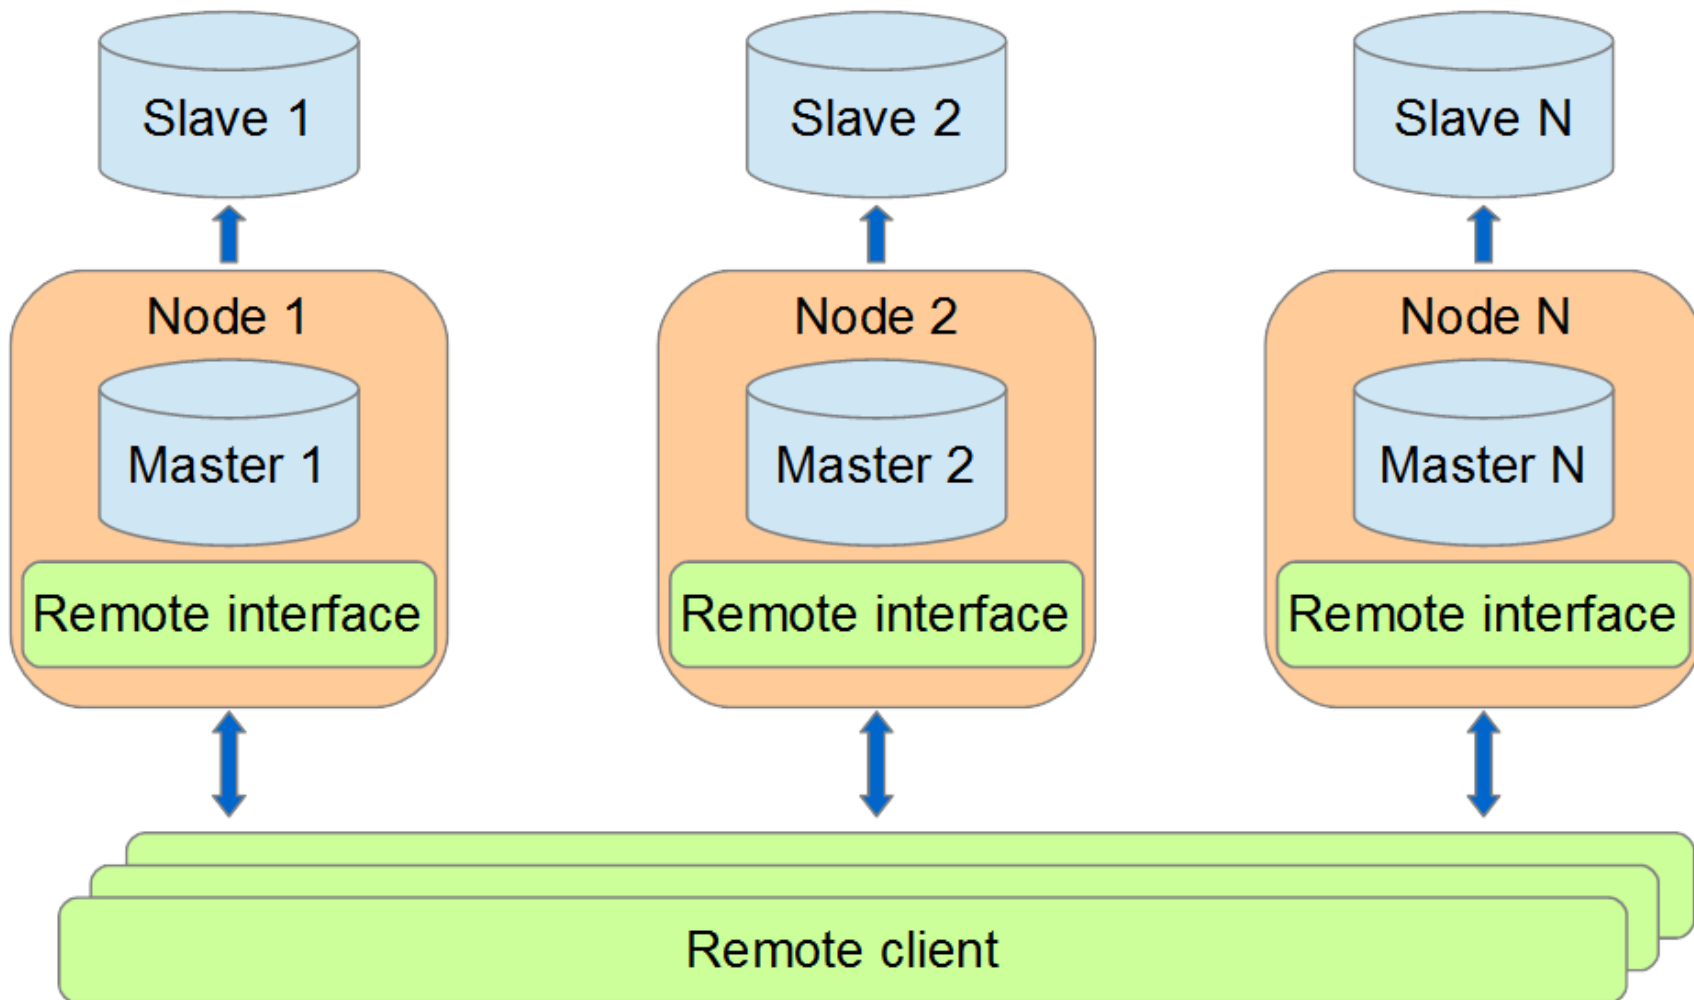 Slave 1
Slave 2
Slave N
Node 1
Node 2
Node N
Master 1
Master 2
Master N
Remote interface
Remote interface
Remote interface
Remote client